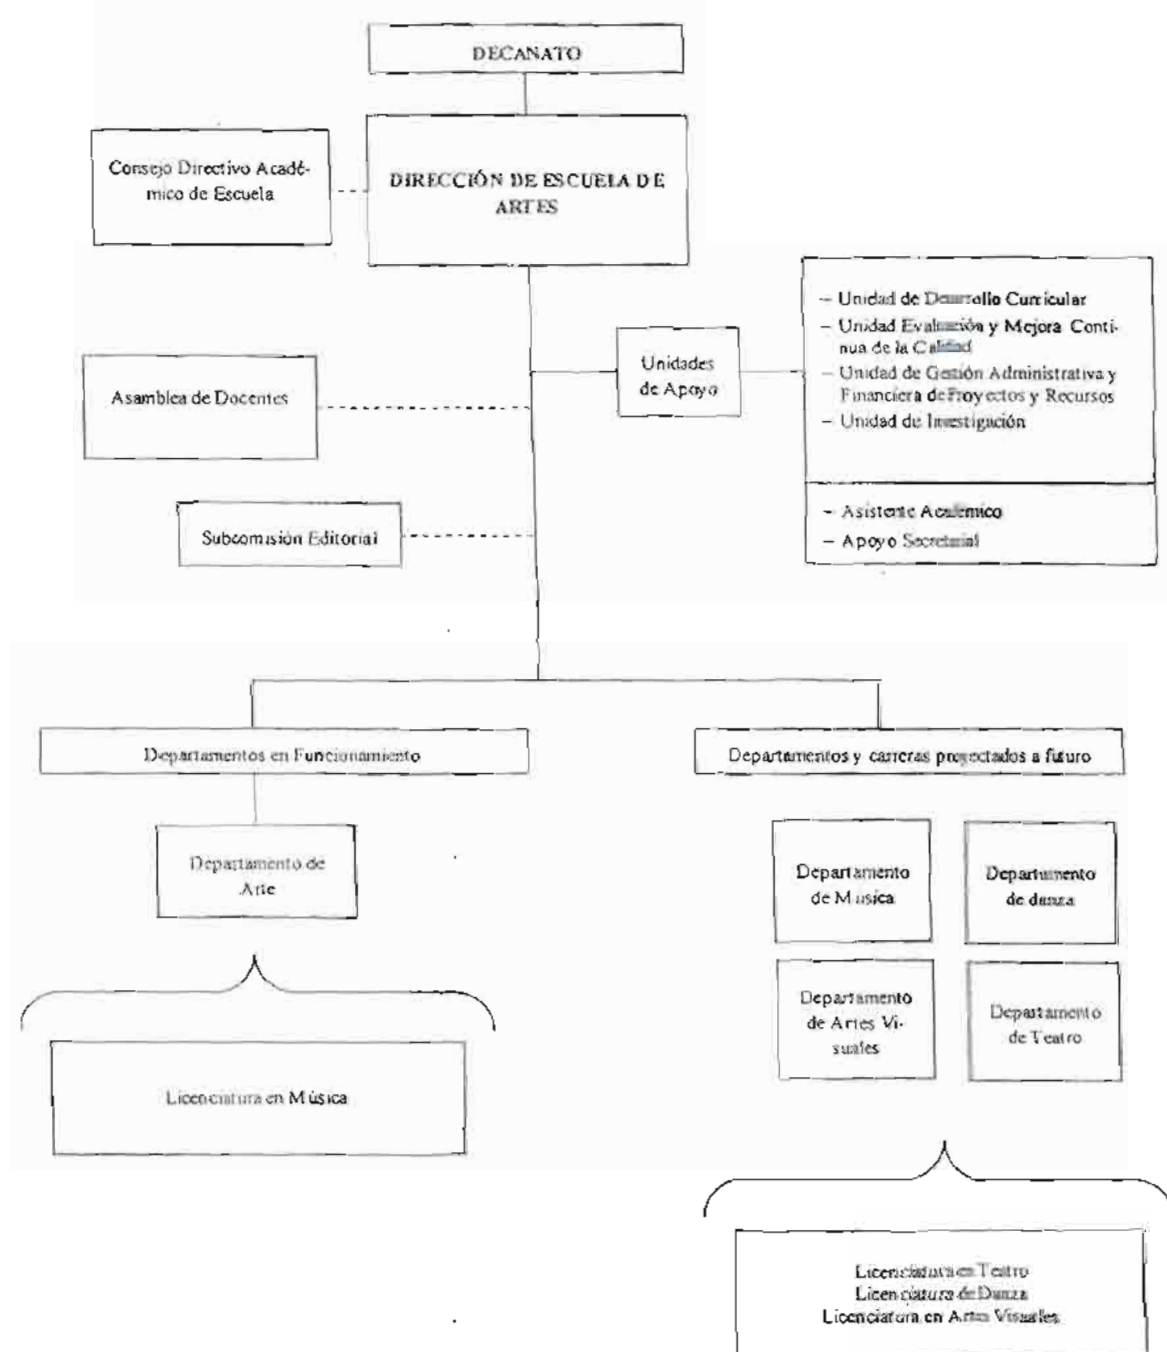 DECANATO
Consejo Directivo Acadé-
mico de Escuela
DIRECCIÓN DE ESCUELA DE
ARTES
– Unidad de Desarrollo Curricular
– Unidad Evaluación y Mejora Conti-
nua de la Calidad
– Unidad de Gestión Administrativa y
Financiera de Proyectos y Recursos
– Unidad de Investigación
Unidades
de Apoyo
Asamblea de Docentes
– Asistente Académico
– Apoyo Secretarial
Subcomisión Editorial
Departamentos en Funcionamiento
Departamentos y carreras proyectados a futuro
Departamento de
Arte
Departamento
de Musica
Departamento
de danza
Departamento
de Artes Vi-
suales
Departamento
de Teatro
Licenciatura en Música
Licenciatura en Teatro
Licenciatura de Danza
Licenciatura en Artes Visuales